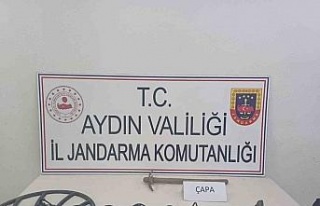 T.C.
AYDIN VALİLİĞİ
İL JANDARMA KOMUTANLIĞI
ÇAPA